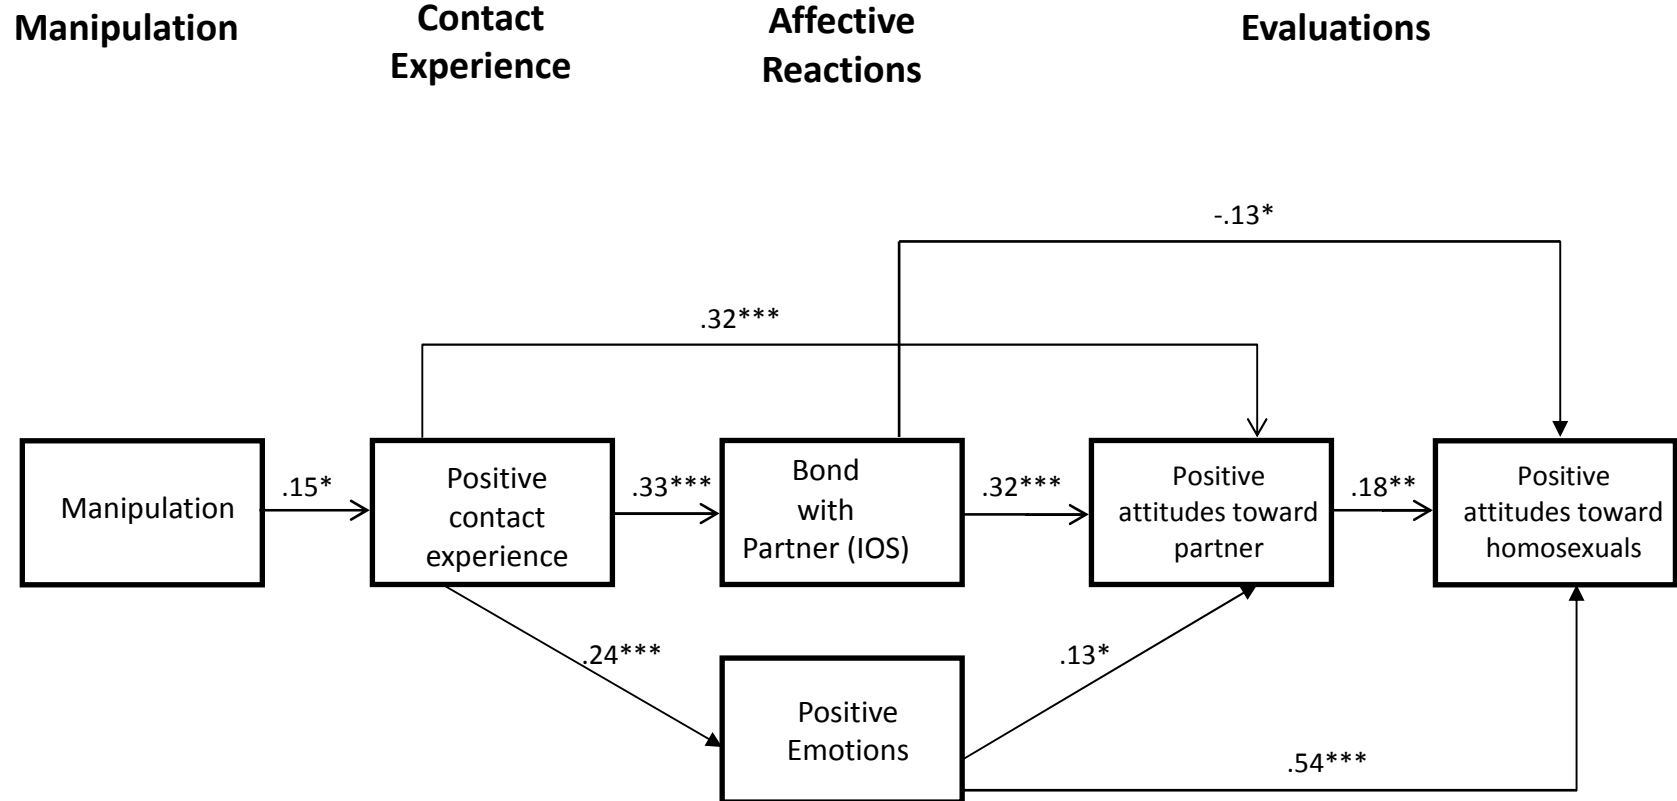 Manipulation
Contact
Experience
Affective
Reactions
Evaluations
-.13*
.32***
Manipulation
.15*
Positive
contact
experience
.33***
Bond
with
Partner (IOS)
.32***
Positive
attitudes toward
partner
.18**
Positive
attitudes toward
homosexuals
.24***
.13*
Positive
Emotions
.54***